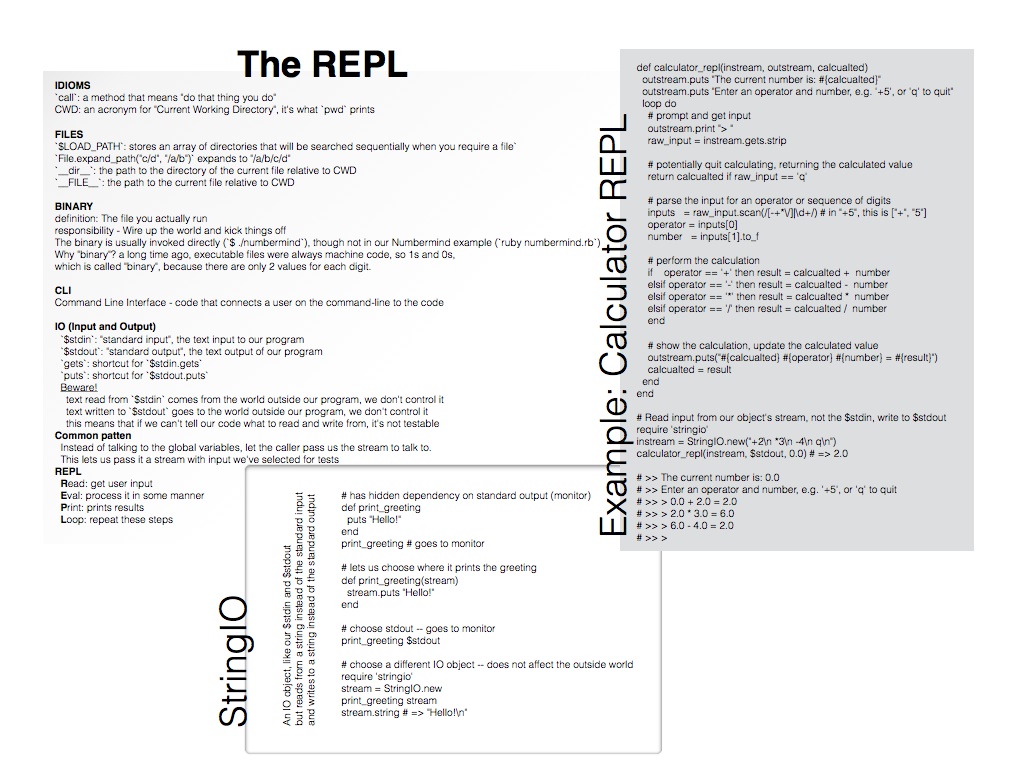 The REPL
IDIOMS
`call`: a method that means "do that thing you do"
CWD: an acronym for "Current Working Directory", it's what `pwd` prints
FILES
`$LOAD_PATH`: stores an array of directories that will be searched sequentially when you require a file`
`File.expand_path("c/d", "/a/b")` expands to "/a/b/c/d"
`__dir__`: the path to the directory of the current file relative to CWD
`__FILE__`: the path to the current file relative to CWD
BINARY
definition: The file you actually run
responsibility - Wire up the world and kick things off
The binary is usually invoked directly (`$ ./numbermind`), though not in our Numbermind example (`ruby numbermind.rb`)
Why "binary"? a long time ago, executable files were always machine code, so 1s and 0s,
which is called "binary", because there are only 2 values for each digit.
CLI
Command Line Interface - code that connects a user on the command-line to the code
IO (Input and Output)
`$stdin`: "standard input", the text input to our program
`$stdout`: "standard output", the text output of our program
`gets`: shortcut for `$stdin.gets`
`puts`: shortcut for `$stdout.puts`
Beware!
text read from `$stdin` comes from the world outside our program, we don't control it
text written to `$stdout` goes to the world outside our program, we don't control it
this means that if we can't tell our code what to read and write from, it's not testable
Common patten
Instead of talking to the global variables, let the caller pass us the stream to talk to.
This lets us pass it a stream with input we've selected for tests
REPL
Read: get user input
Eval: process it in some manner
Print: prints results
Loop: repeat these steps
StringIO
An IO object, like our $stdin and $stdout
but reads from a string instead of the standard input
and writes to a string instead of the standard output
# has hidden dependency on standard output (monitor)
def print_greeting
  puts "Hello!"
end
print_greeting # goes to monitor
# lets us choose where it prints the greeting
def print_greeting(stream)
  stream.puts "Hello!"
end
# choose stdout -- goes to monitor
print_greeting $stdout
# choose a different IO object -- does not affect the outside world
require 'stringio'
stream = StringIO.new
print_greeting stream
stream.string # => "Hello!\n"
Example: Calculator REPL
def calculator_repl(instream, outstream, calcualted)
  outstream.puts "The current number is: #{calcualted}"
  outstream.puts "Enter an operator and number, e.g. '+5', or 'q' to quit"
  loop do
    # prompt and get input
    outstream.print "> "
    raw_input = instream.gets.strip
    # potentially quit calculating, returning the calculated value
    return calcualted if raw_input == 'q'
    # parse the input for an operator or sequence of digits
    inputs   = raw_input.scan(/[-+*\/]|\d+/) # in "+5", this is ["+", "5"]
    operator = inputs[0]
    number   = inputs[1].to_f
    # perform the calculation
    if    operator == '+' then result = calcualted +  number
    elsif operator == '-' then result = calcualted -  number
    elsif operator == '*' then result = calcualted *  number
    elsif operator == '/' then result = calcualted /  number
    end
    # show the calculation, update the calculated value
    outstream.puts("#{calcualted} #{operator} #{number} = #{result}")
    calcualted = result
  end
end
# Read input from our object's stream, not the $stdin, write to $stdout
require 'stringio'
instream = StringIO.new("+2\n *3\n -4\n q\n")
calculator_repl(instream, $stdout, 0.0) # => 2.0
# >> The current number is: 0.0
# >> Enter an operator and number, e.g. '+5', or 'q' to quit
# >> > 0.0 + 2.0 = 2.0
# >> > 2.0 * 3.0 = 6.0
# >> > 6.0 - 4.0 = 2.0
# >> >